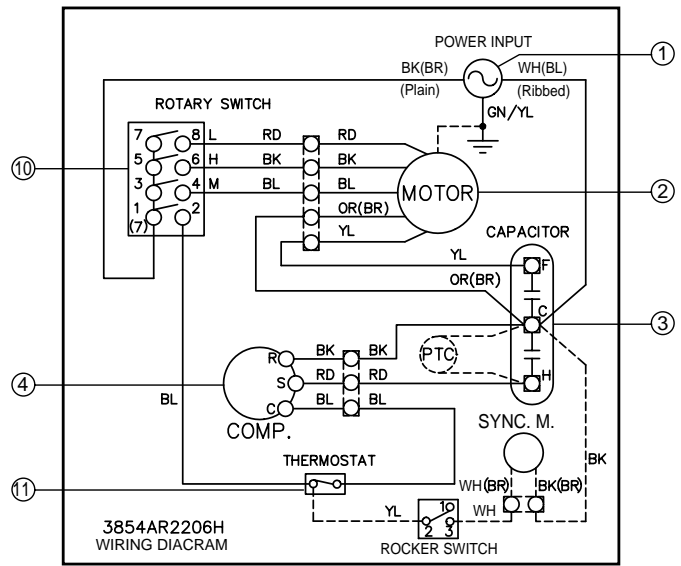 POWER INPUT
1
BK(BR)
WH(BL)
(Plain)
(Ribbed)
GN/YL
ROTARY SWITCH
7 8 L RD RD
10
5 6 H BK BK
3 4 M BL BL
MOTOR
2
1 2
(7)
OR(BR)
YL
CAPACITOR
YL
F
OR(BR)
C
3
PTC
R BK BK
4
S RD RD
H
C BL BL
BL
COMP.
SYNC. M.
THERMOSTAT
BK
WH(BR) BK(BR)
11
YL
1
WH
2 3
3854AR2206H
WIRING DIACRAM
ROCKER SWITCH